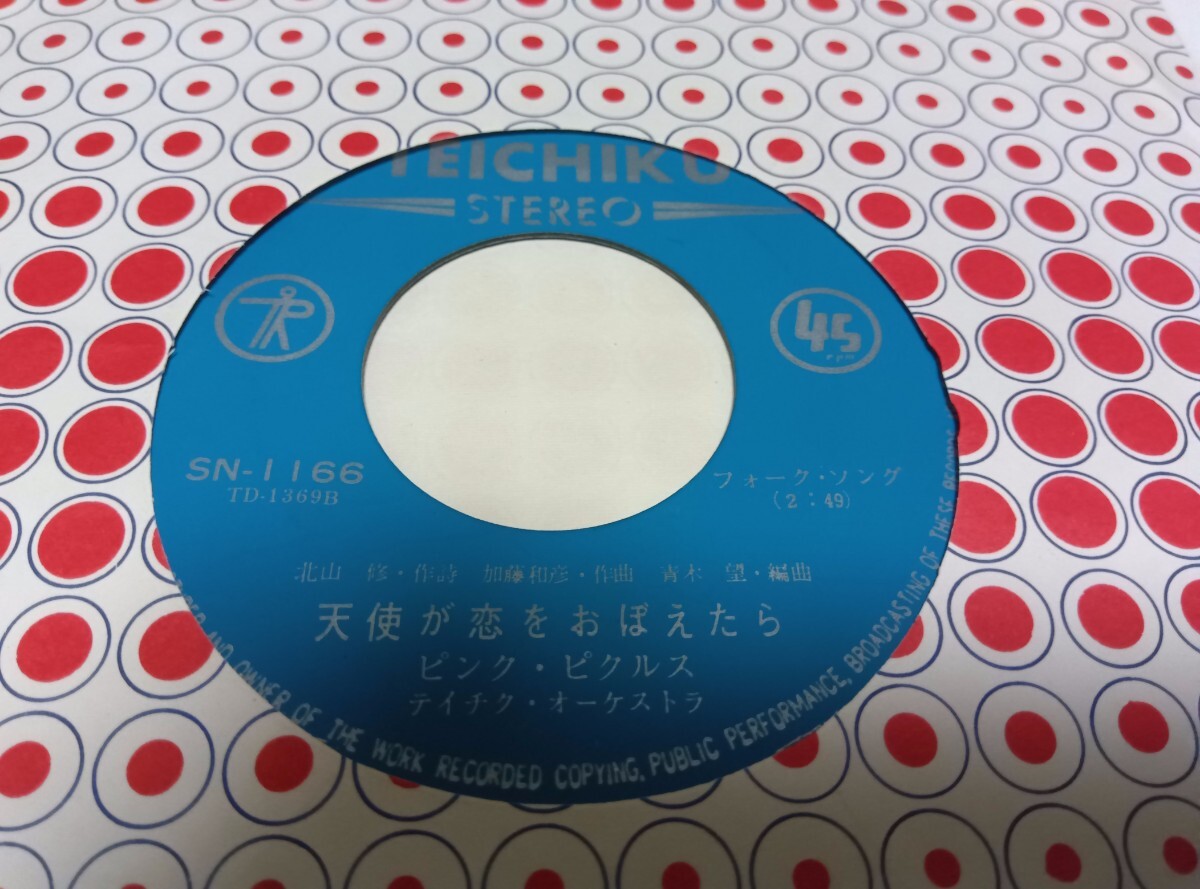 TEICHIKU
STEREO
45
rpm
SN-1166
TD-1369B
フォーク・ソング
(2:49)
北山 修・作詩 加藤和彦・作曲 青木 望・編曲
天使が恋をおぼえたら
ピンク・ピクルス
テイチク・オーケストラ
AND OWNER OF THE WORK RECORDED COPYING, PUBLIC PERFORMANCE, BROADCASTING OF THESE RECORDS